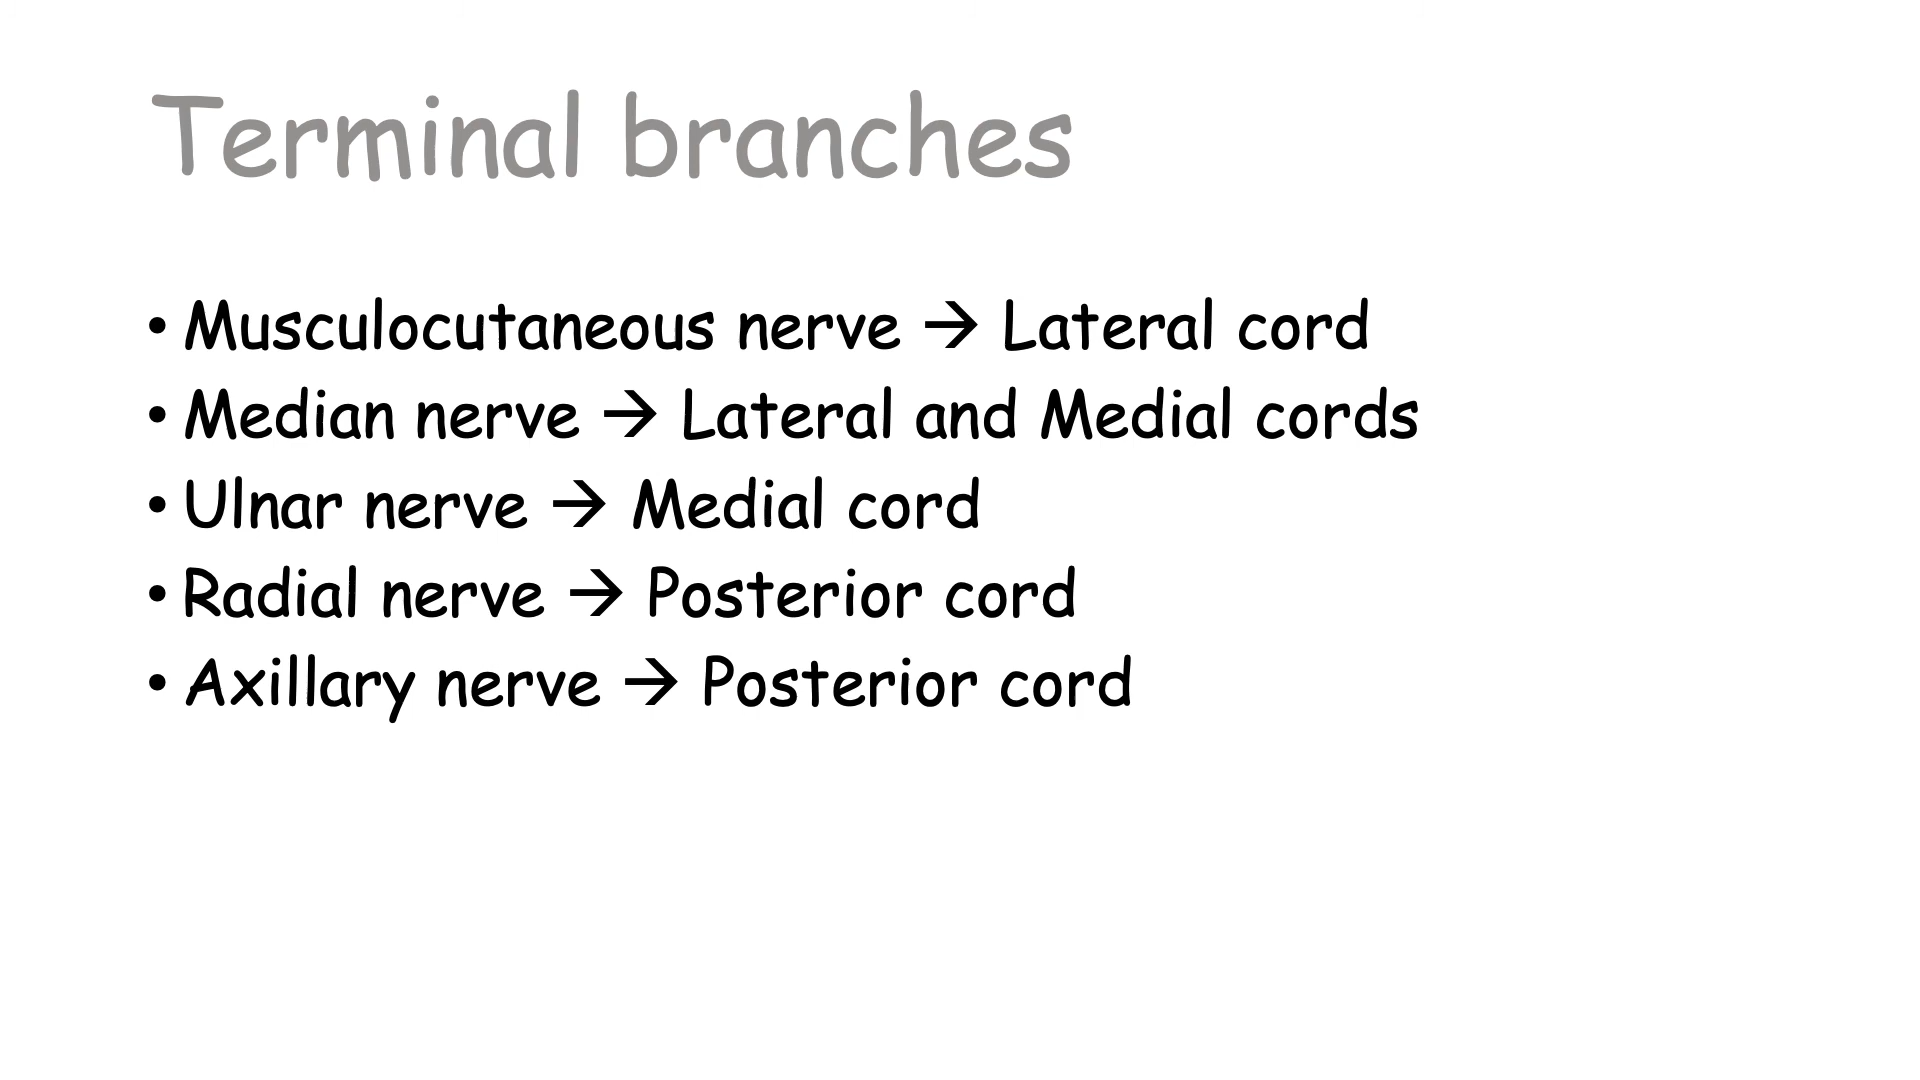 Terminal branches
• Musculocutaneous nerve → Lateral cord
• Median nerve → Lateral and Medial cords
• Ulnar nerve → Medial cord
• Radial nerve → Posterior cord
• Axillary nerve → Posterior cord